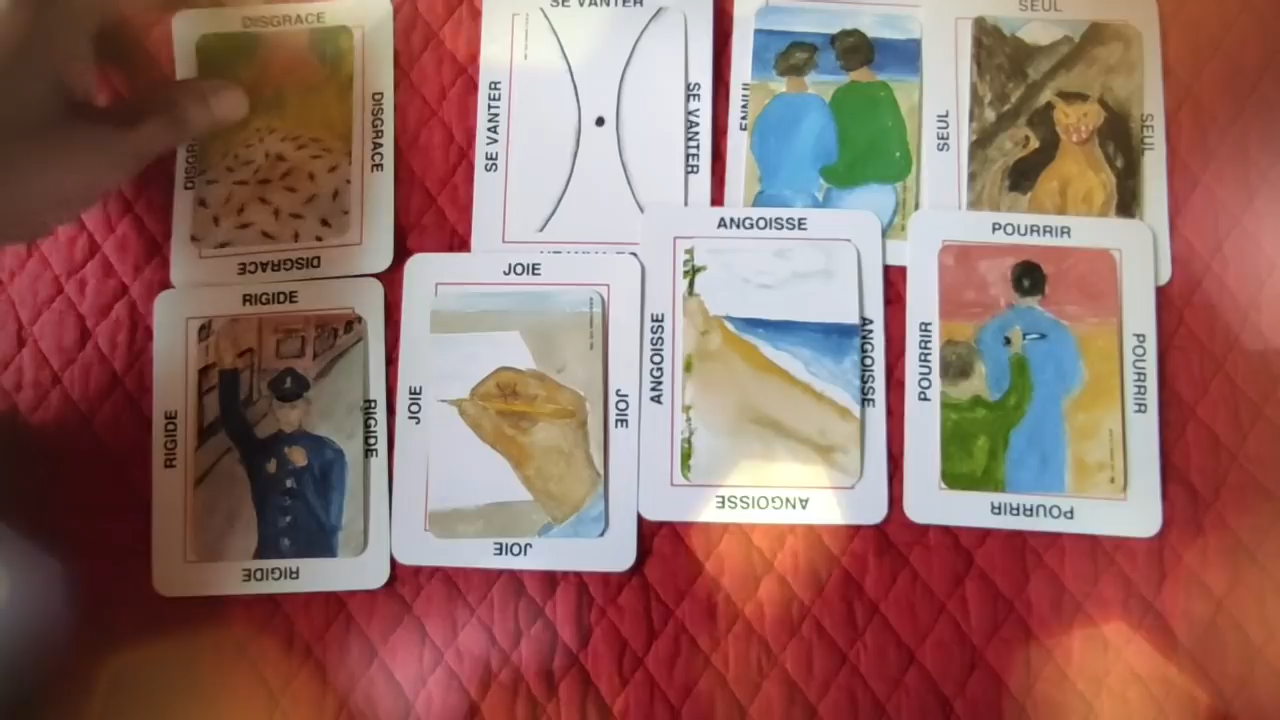 DISGRACE
DISGRACE
DISGRACE
SE VANTER
SE VANTER
SE VANTER
ENNUI
SEUL
SEUL
SEUL
RIGIDE
RIGIDE
RIGIDE
RIGIDE
JOIE
JOIE
JOIE
JOIE
ANGOISSE
ANGOISSE
ANGOISSE
ANGOISSE
POURRIR
POURRIR
POURRIR
POURRIR